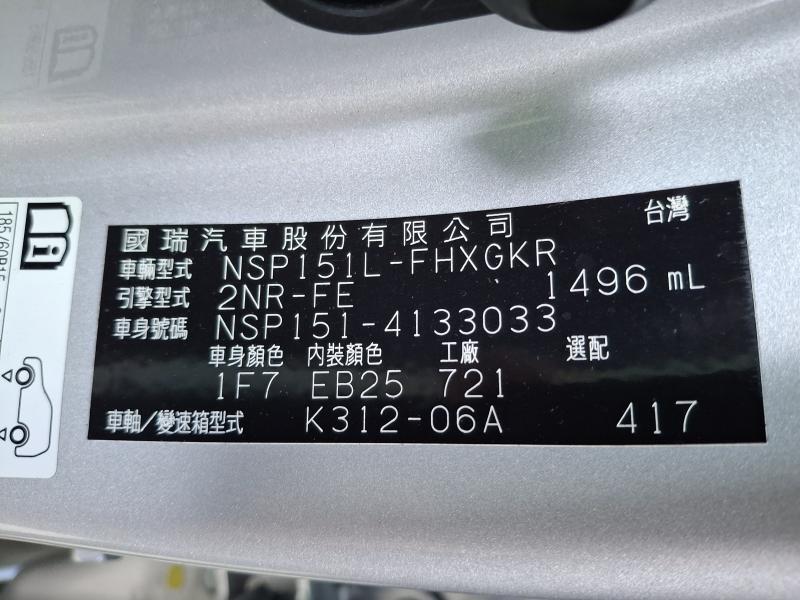 國瑞汽車股份有限公司 台灣
車輛型式 NSP151L-FHXGKR
引擎型式 2NR-FE 1496 mL
車身號碼 NSP151-4133033
車身顏色 內裝顏色 工廠 選配
1F7 EB25 721
車軸/變速箱型式 K312-06A 417
185/60R15